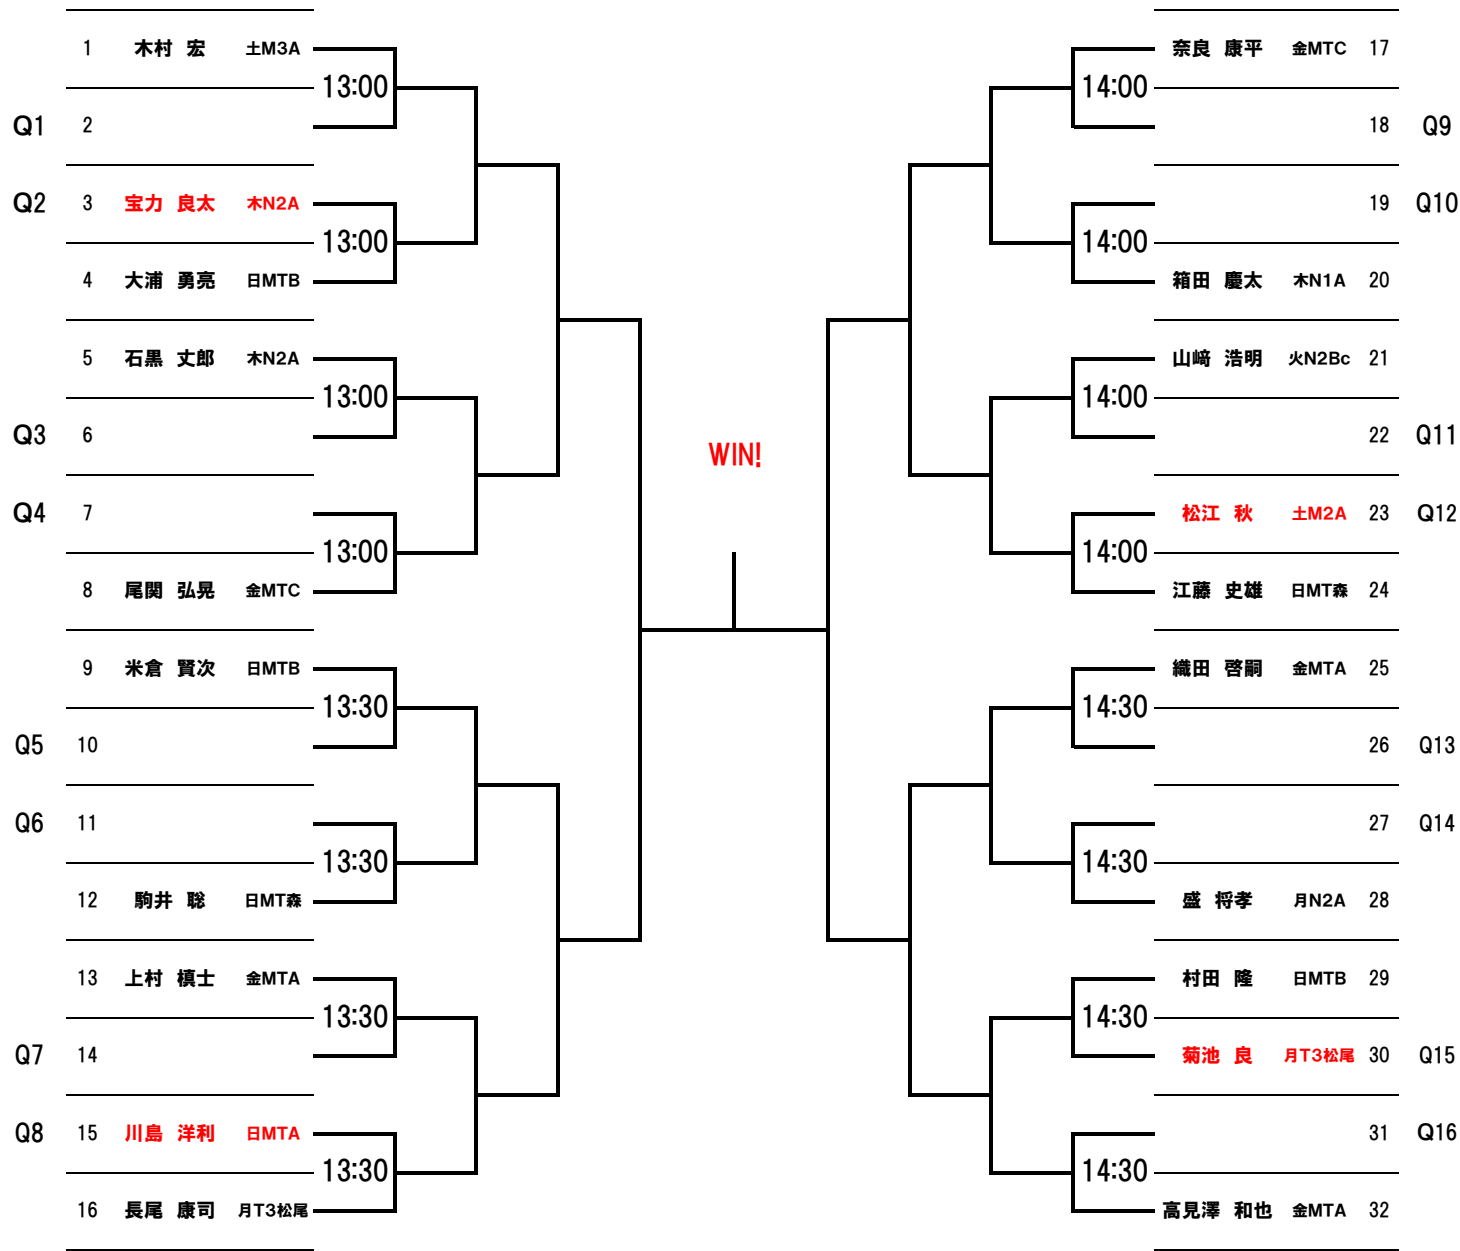 1 木村 宏 土M3A
13:00
Q1 2
Q2 3 宝力 良太 木N2A
13:00
4 大浦 勇亮 日MTB
5 石黒 丈郎 木N2A
13:00
Q3 6
Q4 7
13:00
8 尾関 弘晃 金MTC
9 米倉 賢次 日MTB
13:30
Q5 10
Q6 11
13:30
12 駒井 聡 日MT森
13 上村 槙士 金MTA
13:30
Q7 14
Q8 15 川島 洋利 日MTA
13:30
16 長尾 康司 月T3松尾
WIN!
奈良 康平 金MTC 17
14:00
18 Q9
19 Q10
14:00
箱田 慶太 木N1A 20
山﨑 浩明 火N2Bc 21
14:00
22 Q11
松江 秋 土M2A 23 Q12
14:00
江藤 史雄 日MT森 24
織田 啓嗣 金MTA 25
14:30
26 Q13
27 Q14
14:30
盛 将孝 月N2A 28
村田 隆 日MTB 29
14:30
菊池 良 月T3松尾 30 Q15
31 Q16
14:30
高見澤 和也 金MTA 32